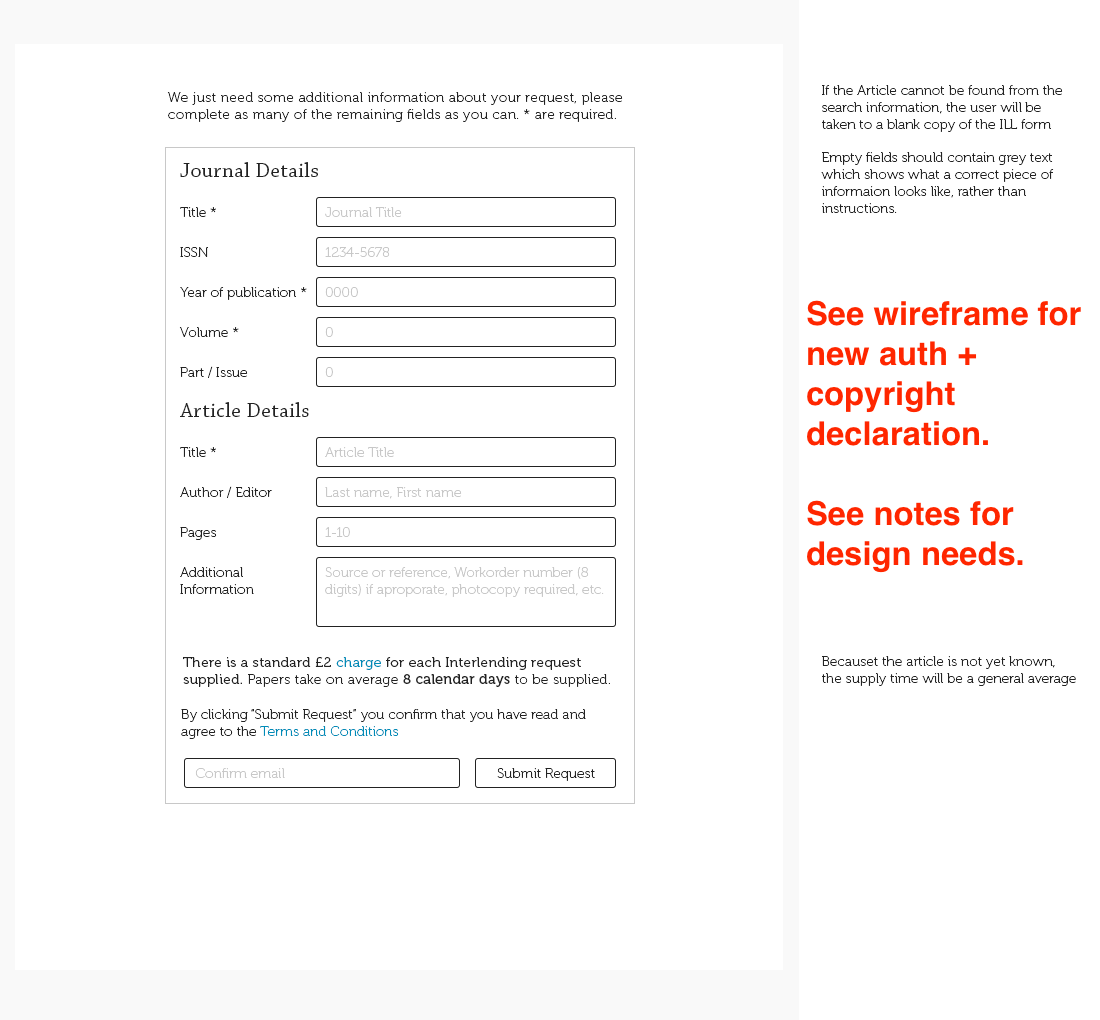 We just need some additional information about your request, please
complete as many of the remaining fields as you can. * are required.
Journal Details
Title *
Journal Title
ISSN
1234-5678
Year of publication *
0000
Volume *
0
Part / Issue
0
Article Details
Title *
Article Title
Author / Editor
Last name, First name
Pages
1-10
Additional
Information
Source or reference, Workorder number (8
digits) if aproporate, photocopy required, etc.
There is a standard £2 charge for each Interlending request
supplied. Papers take on average 8 calendar days to be supplied.
By clicking "Submit Request" you confirm that you have read and
agree to the Terms and Conditions
Confirm email
Submit Request
If the Article cannot be found from the
search information, the user will be
taken to a blank copy of the ILL form
Empty fields should contain grey text
which shows what a correct piece of
informaion looks like, rather than
instructions.
See wireframe for
new auth +
copyright
declaration.
See notes for
design needs.
Becauset the article is not yet known,
the supply time will be a general average